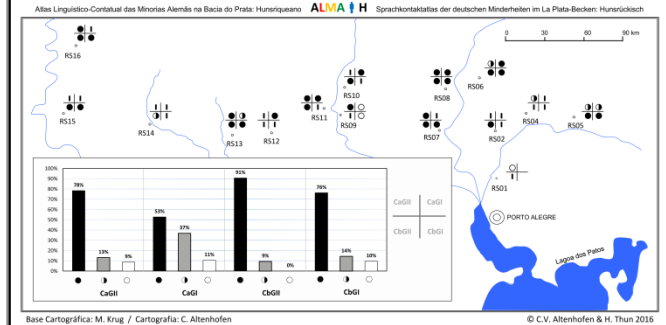 Atlas Linguístico-Contatual das Minorias Alemãs na Bacia do Prata: Hunsriqueano ALMA H Sprachkontaktatlas der deutschen Minderheiten im La Plata-Becken: Hunsrückisch
0 30 60 90 km
RS16
RS15
RS14
RS13
RS12
RS11
RS10
RS09
RS08
RS07
RS06
RS02
RS04
RS05
RS01
PORTO ALEGRE
Lagoa dos Patos
100%
90%
80%
70%
60%
50%
40%
30%
20%
10%
0%
78% 13% 9% 53% 37% 11% 91% 9% 0% 76% 14% 10%
CaGII CaGI CbGII CbGI
CaGII CaGI
CbGII CbGI
Base Cartográfica: M. Krug / Cartografia: C. Altenhofen © C.V. Altenhofen & H. Thun 2016